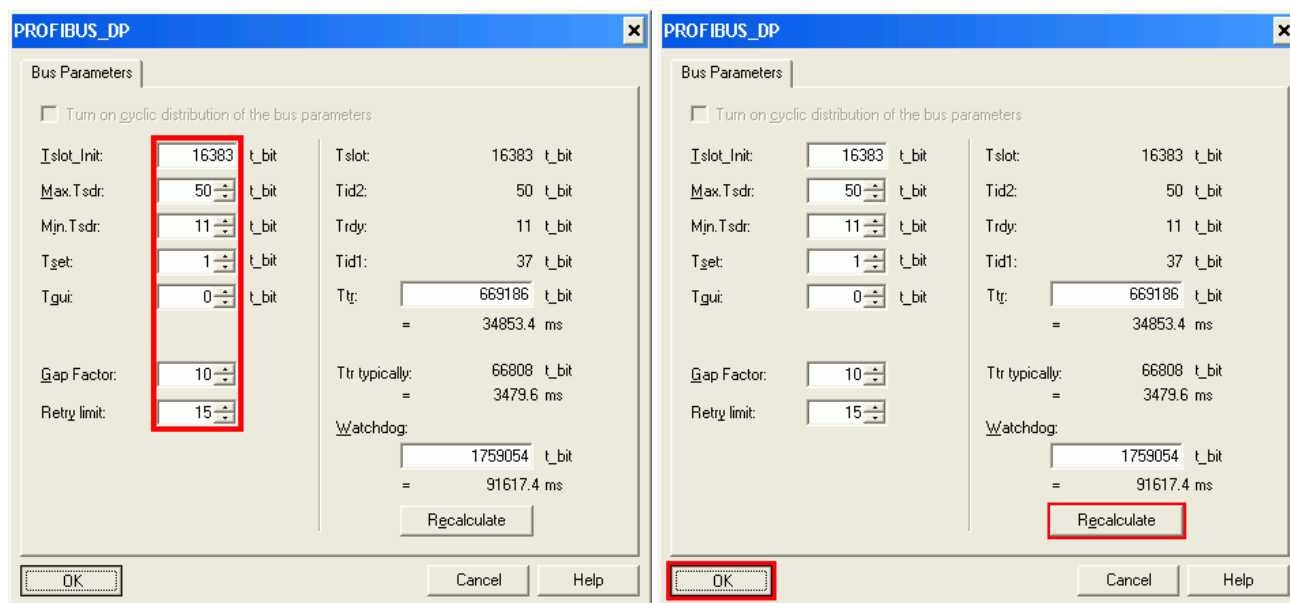 PROFIBUS_DP
Bus Parameters
Turn on cyclic distribution of the bus parameters
Tslot_Init: 16383 t_bit Tslot: 16383 t_bit
Max.Tsdr: 50 t_bit Tid2: 50 t_bit
Min.Tsdr: 11 t_bit Trdy: 11 t_bit
Tset: 1 t_bit Tid1: 37 t_bit
Tqui: 0 t_bit Ttr: 669186 t_bit
= 34853.4 ms
Gap Factor: 10 Ttr typically: 66808 t_bit
= 3479.6 ms
Retry limit: 15
Watchdog:
1759054 t_bit
= 91617.4 ms
Recalculate
OK Cancel Help
PROFIBUS_DP
Bus Parameters
Turn on cyclic distribution of the bus parameters
Tslot_Init: 16383 t_bit Tslot: 16383 t_bit
Max.Tsdr: 50 t_bit Tid2: 50 t_bit
Min.Tsdr: 11 t_bit Trdy: 11 t_bit
Tset: 1 t_bit Tid1: 37 t_bit
Tqui: 0 t_bit Ttr: 669186 t_bit
= 34853.4 ms
Gap Factor: 10 Ttr typically: 66808 t_bit
= 3479.6 ms
Retry limit: 15
Watchdog:
1759054 t_bit
= 91617.4 ms
Recalculate
OK Cancel Help